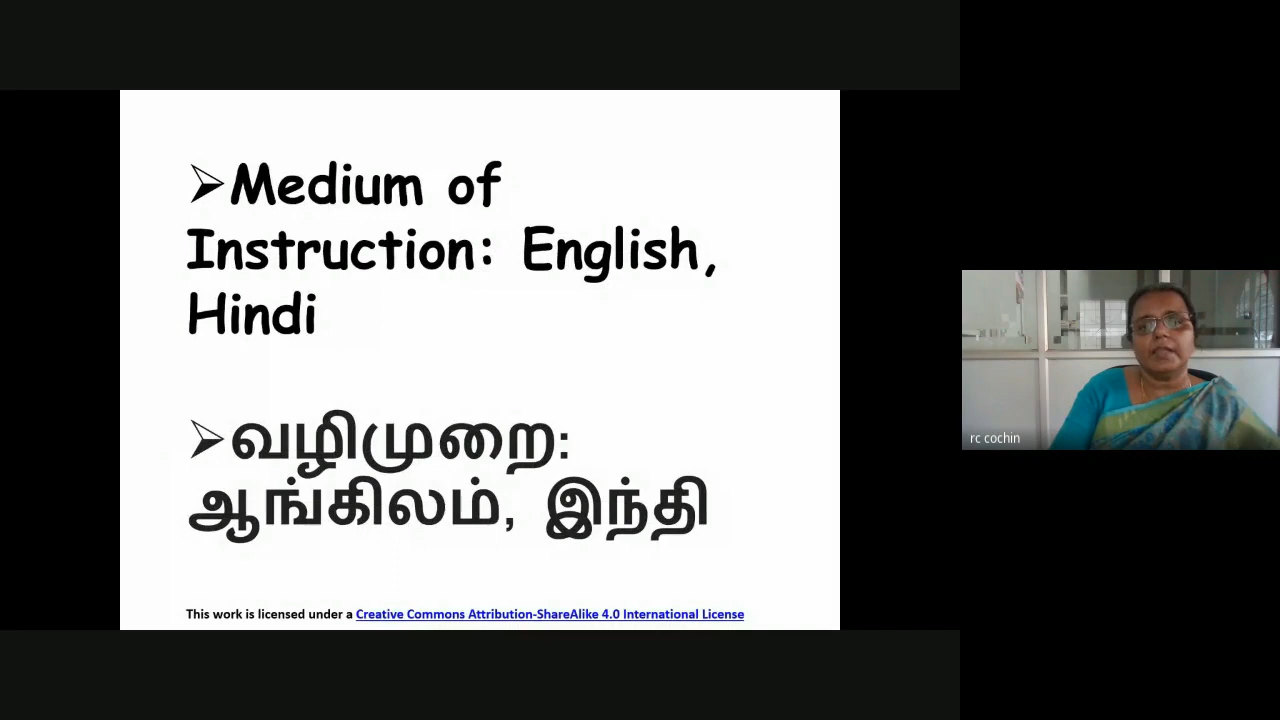 ➢Medium of
Instruction: English,
Hindi
➢வழிமுறை:
ஆங்கிலம், இந்தி
This work is licensed under a Creative Commons Attribution-ShareAlike 4.0 International License
rc cochin